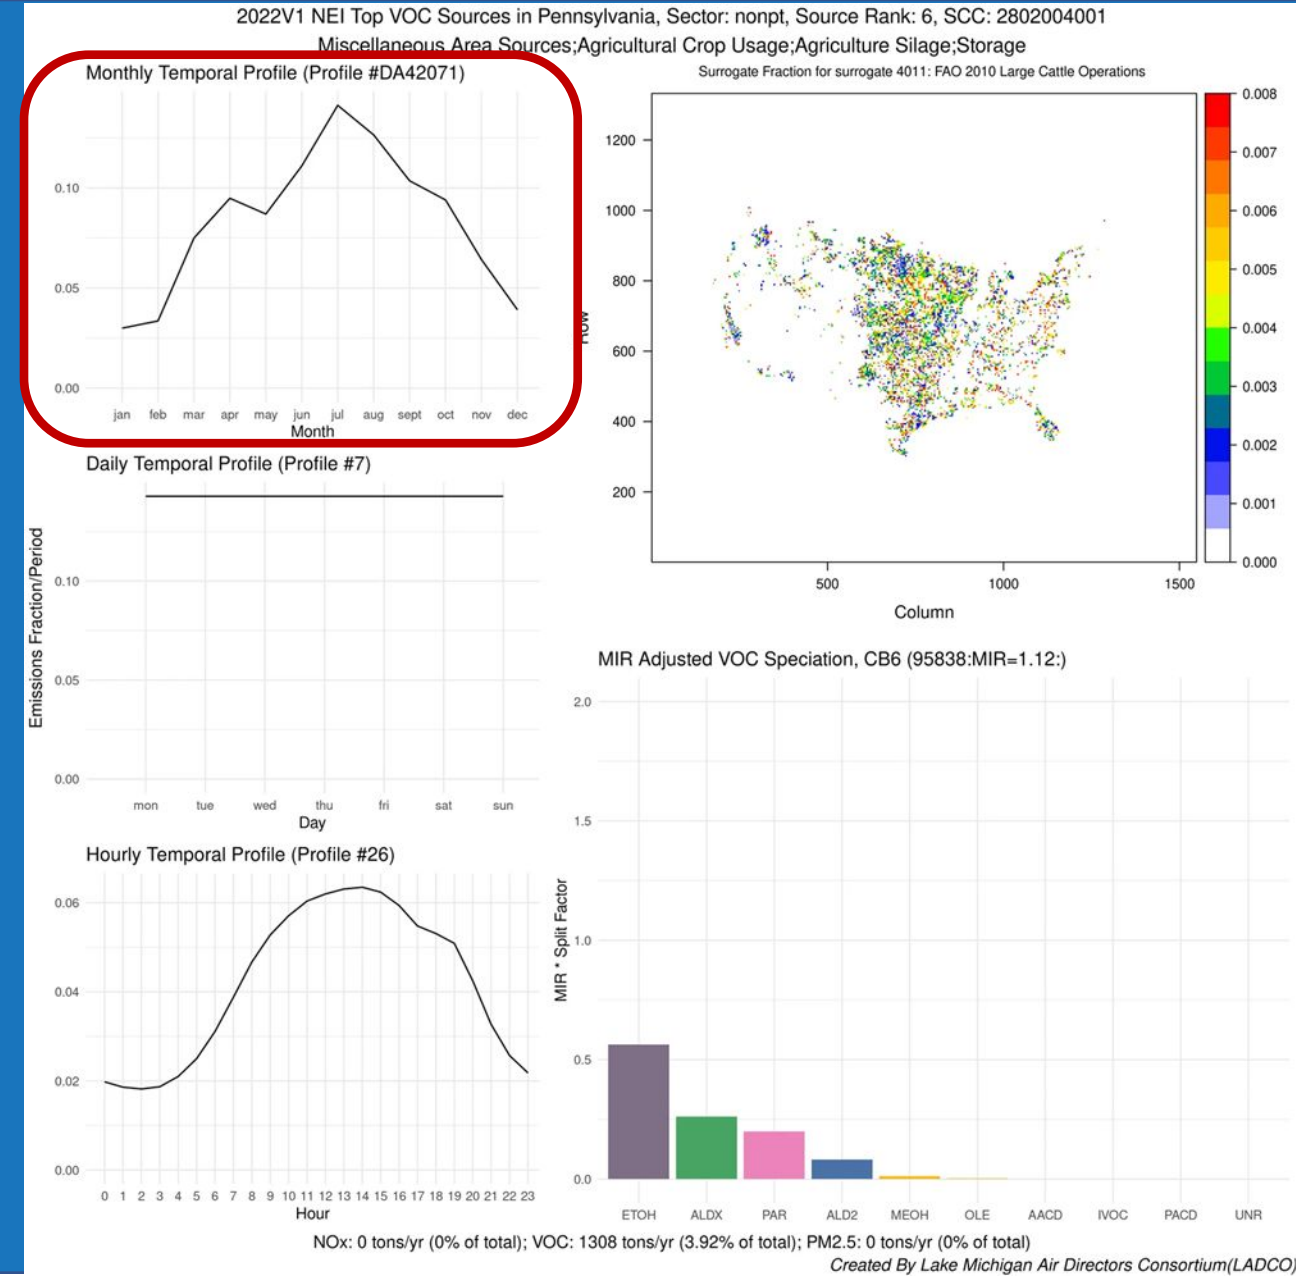 2022V1 NEI Top VOC Sources in Pennsylvania, Sector: nonpt, Source Rank: 6, SCC: 2802004001
Miscellaneous Area Sources;Agricultural Crop Usage;Agriculture Silage;Storage
Monthly Temporal Profile (Profile #DA42071)
0.10
0.05
0.00
jan feb mar apr may jun jul aug sept oct nov dec
Month
Surrogate Fraction for surrogate 4011: FAO 2010 Large Cattle Operations
1200
1000
800
600
400
200
Row
500 1000 1500
Column
0.008
0.007
0.006
0.005
0.004
0.003
0.002
0.001
0.000
Daily Temporal Profile (Profile #7)
Emissions Fraction/Period
0.10
0.05
0.00
mon tue wed thu fri sat sun
Day
Hourly Temporal Profile (Profile #26)
0.06
0.04
0.02
0.00
0 1 2 3 4 5 6 7 8 9 10 11 12 13 14 15 16 17 18 19 20 21 22 23
Hour
MIR Adjusted VOC Speciation, CB6 (95838:MIR=1.12:)
MIR * Split Factor
2.0
1.5
1.0
0.5
0.0
ETOH ALDX PAR ALD2 MEOH OLE AACD IVOC PACD UNR
NOx: 0 tons/yr (0% of total); VOC: 1308 tons/yr (3.92% of total); PM2.5: 0 tons/yr (0% of total)
Created By Lake Michigan Air Directors Consortium(LADCO)